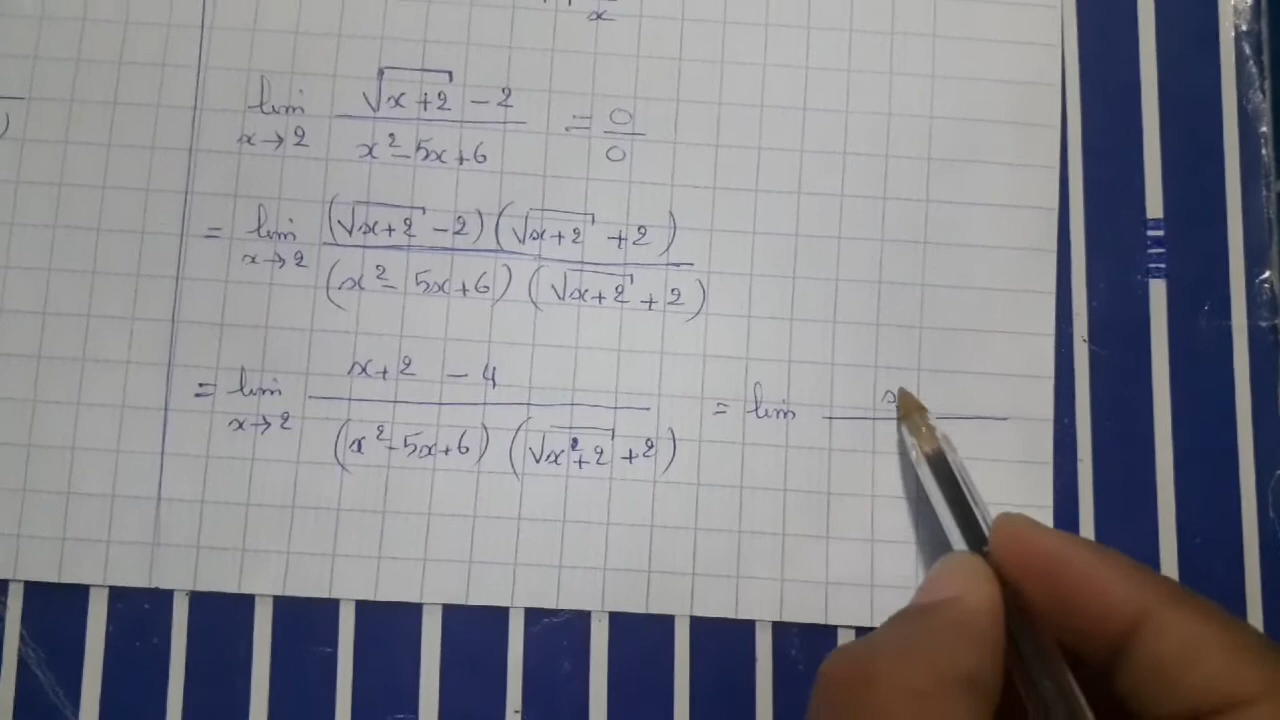 x
lim x→2 (√(x+2) - 2)/(x² - 5x + 6) = 0/0
= lim x→2 ((√(x+2) - 2)(√(x+2) + 2))/((x² - 5x + 6)(√(x+2) + 2))
= lim x→2 (x+2 - 4)/((x² - 5x + 6)(√(x²+2) + 2)) = lim x